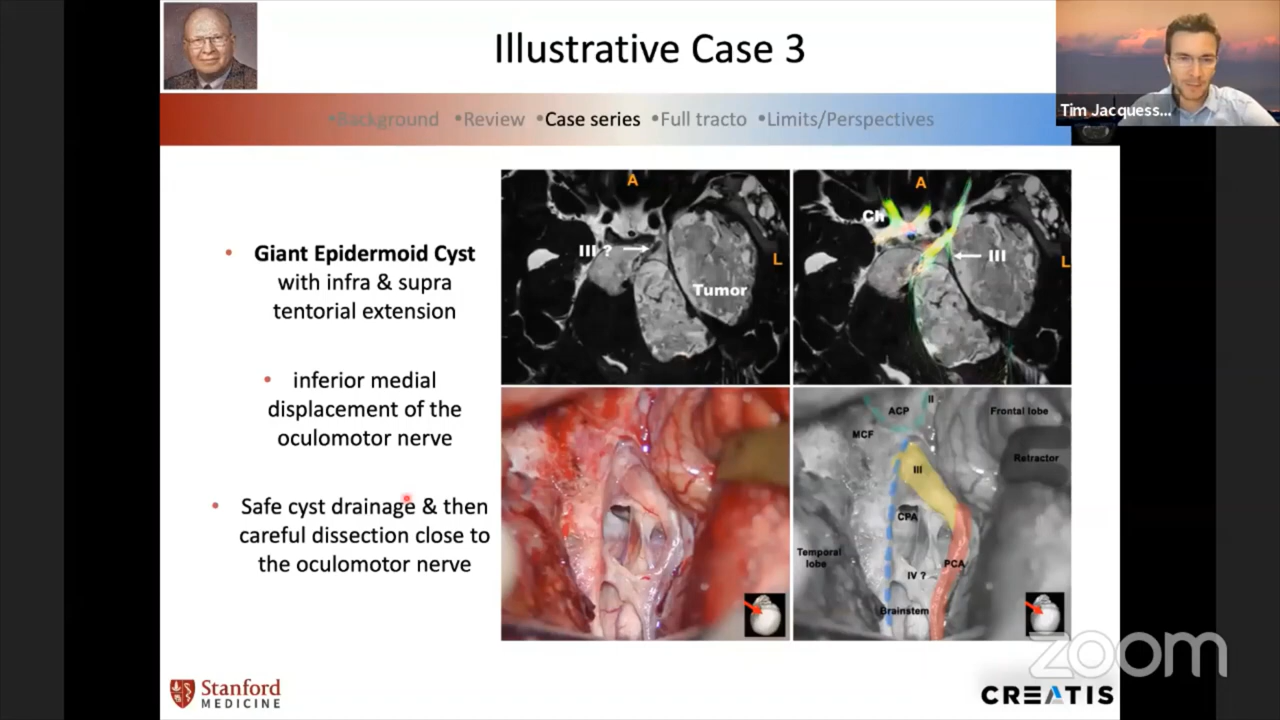 Illustrative Case 3
Tim Jacquess...
•Background •Review •Case series •Full tracto •Limits/Perspectives
• Giant Epidermoid Cyst
with infra & supra
tentorial extension
• inferior medial
displacement of the
oculomotor nerve
• Safe cyst drainage & then
careful dissection close to
the oculomotor nerve
A
III ?
L
Tumor
A
Ch
III
L
ACP
II
Frontal lobe
MCF
Retractor
III
CPA
Temporal
lobe
IV ?
PCA
Brainstem
Stanford
MEDICINE
CREATIS
zoom